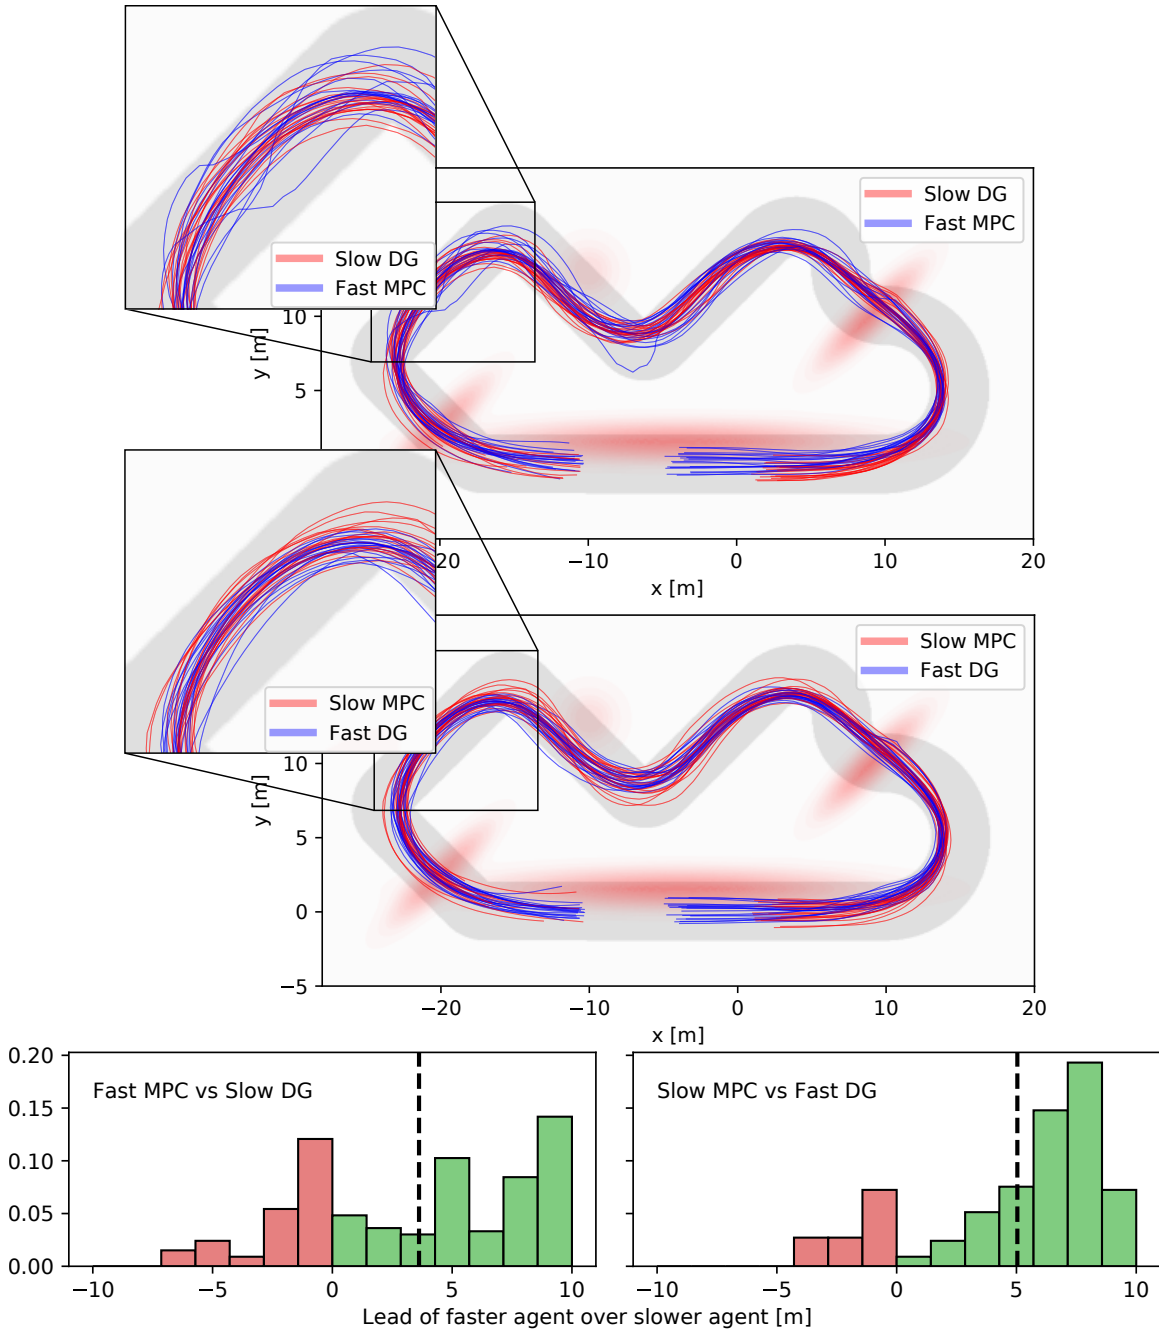 Slow DG
Fast MPC
Slow DG
Fast MPC
10
5
y [m]
20
−10
0
10
20
x [m]
Slow MPC
Fast DG
Slow MPC
Fast DG
10
5
0
−5
y [m]
−20
−10
0
10
20
x [m]
0.20
0.15
0.10
0.05
0.00
Fast MPC vs Slow DG
Slow MPC vs Fast DG
−10
−5
0
5
10
−10
−5
0
5
10
Lead of faster agent over slower agent [m]